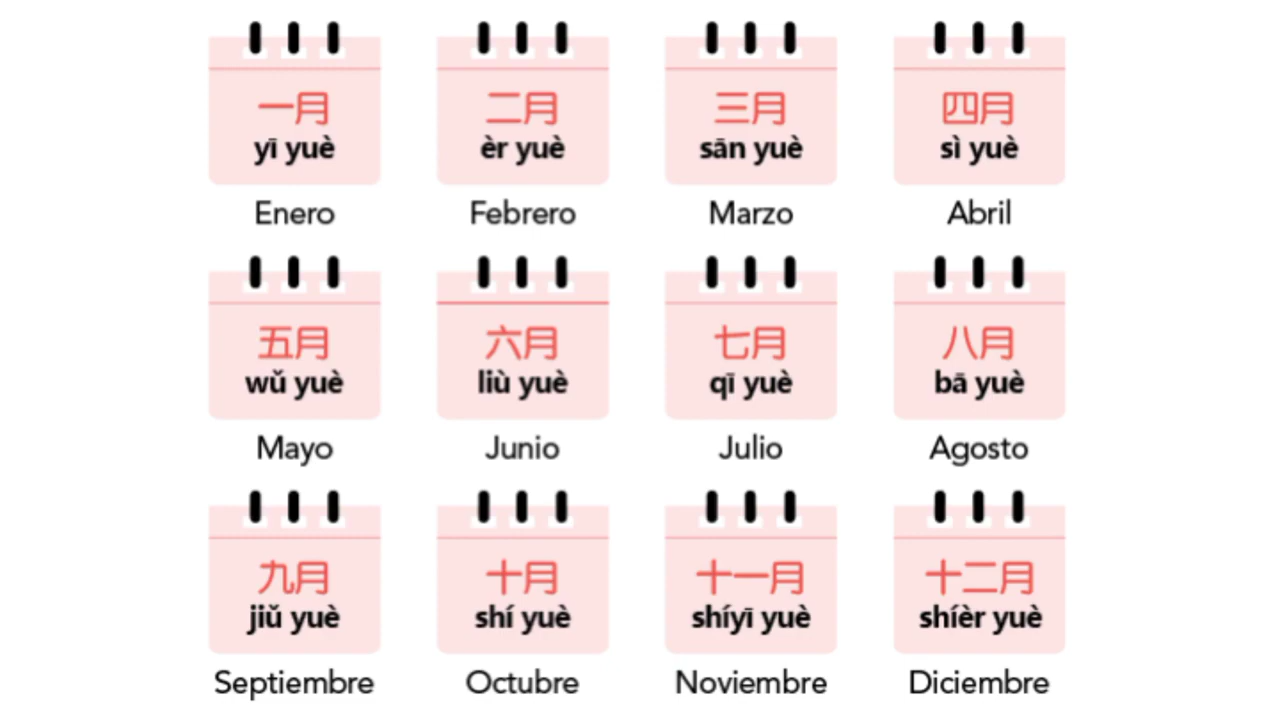 一月 二月 三月 四月
yī yuè èr yuè sān yuè sì yuè
Enero Febrero Marzo Abril
五月 六月 七月 八月
wǔ yuè liù yuè qī yuè bā yuè
Mayo Junio Julio Agosto
九月 十月 十一月 十二月
jiǔ yuè shí yuè shíyī yuè shíèr yuè
Septiembre Octubre Noviembre Diciembre